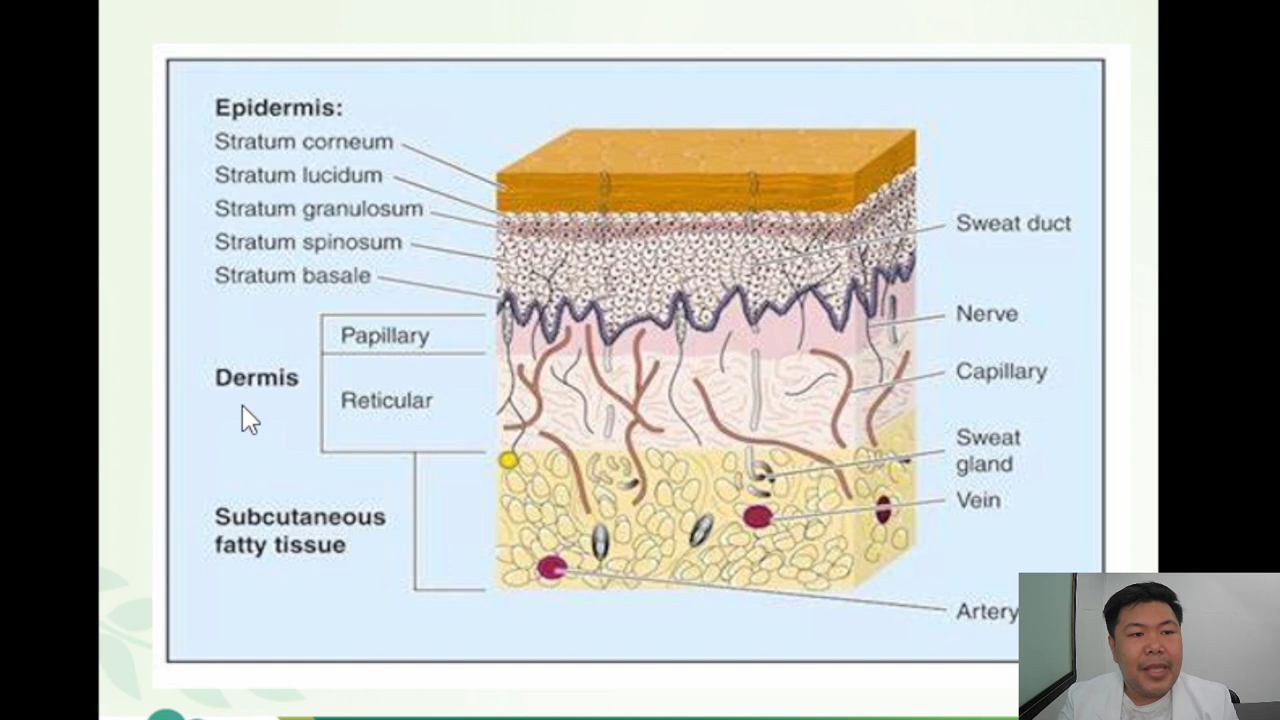 Epidermis:
Stratum corneum
Stratum lucidum
Stratum granulosum
Stratum spinosum
Stratum basale
Papillary
Dermis
Reticular
Subcutaneous
fatty tissue
Sweat duct
Nerve
Capillary
Sweat
gland
Vein
Artery